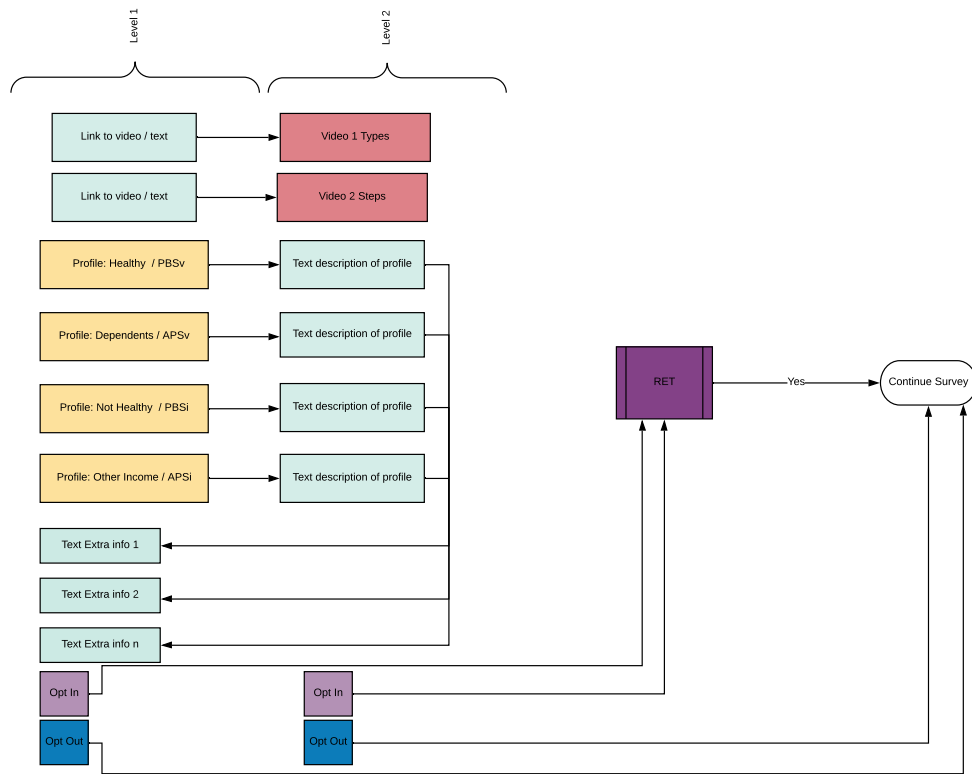 Level 1
Level 2
Link to video / text
Video 1 Types
Link to video / text
Video 2 Steps
Profile: Healthy / PBSv
Text description of profile
Profile: Dependents / APSv
Text description of profile
RET
Yes
Continue Survey
Profile: Not Healthy / PBSi
Text description of profile
Profile: Other Income / APSi
Text description of profile
Text Extra info 1
Text Extra info 2
Text Extra info n
Opt In
Opt In
Opt Out
Opt Out